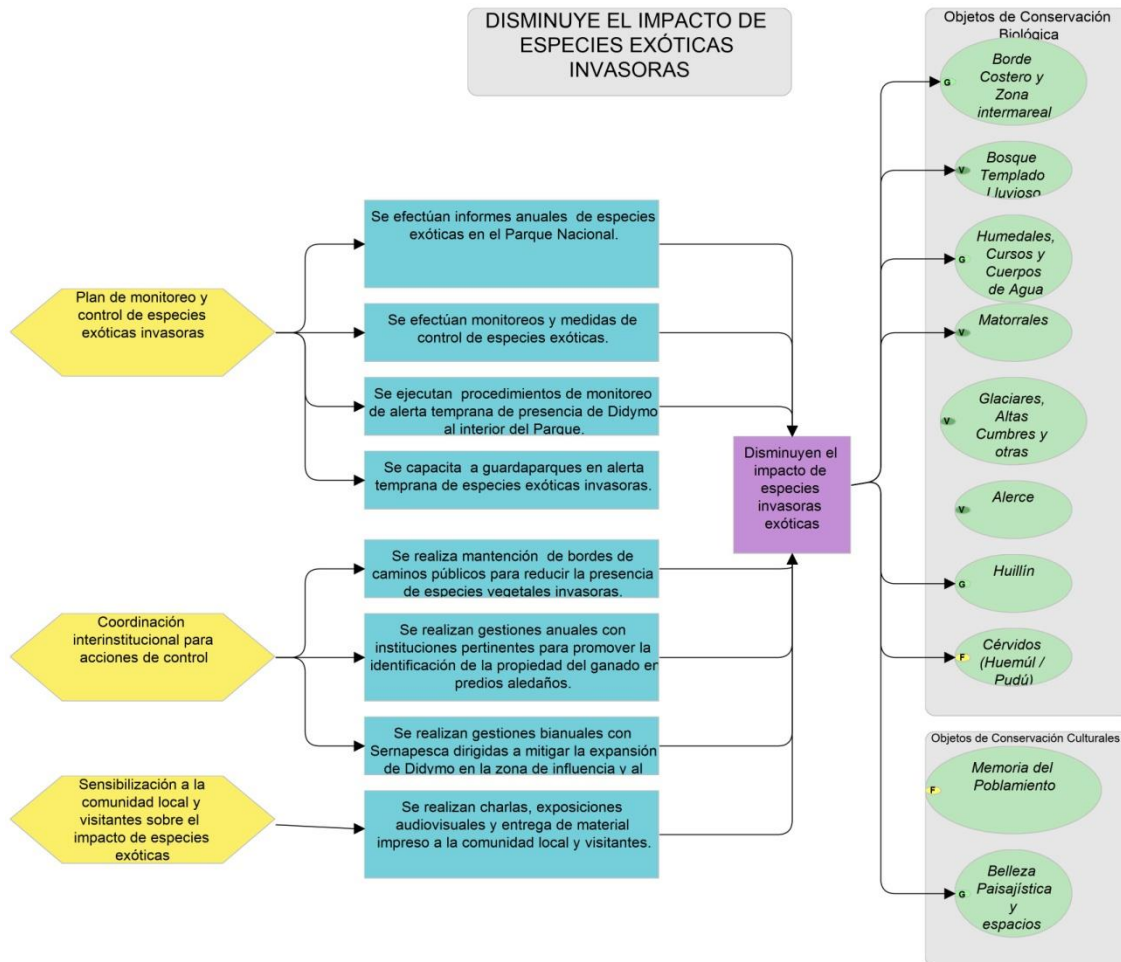 DISMINUYE EL IMPACTO DE
ESPECIES EXÓTICAS
INVASORAS
Plan de monitoreo y
control de especies
exóticas invasoras
Se efectúan informes anuales  de especies
exóticas en el Parque Nacional.
Se efectúan monitoreos y medidas de
control de especies exóticas.
Se ejecutan  procedimientos de monitoreo
de alerta temprana de presencia de Didymo
al interior del Parque.
Se capacita  a guardaparques en alerta
temprana de especies exóticas invasoras.
Coordinación
interinstitucional para
acciones de control
Se realiza mantención  de bordes de
caminos públicos para reducir la presencia
de especies vegetales invasoras.
Se realizan gestiones anuales con
instituciones pertinentes para promover la
identificación de la propiedad del ganado en
predios aledaños.
Se realizan gestiones bianuales con
Sernapesca dirigidas a mitigar la expansión
de Didymo en la zona de influencia y al
Sensibilización a la
comunidad local y
visitantes sobre el
impacto de especies
exóticas
Se realizan charlas, exposiciones
audiovisuales y entrega de material
impreso a la comunidad local y visitantes.
Disminuyen el
impacto de
especies
invasoras
exóticas
Objetos de Conservación
Biológica
G
Borde
Costero y
Zona
intermareal
V
Bosque
Templado
Lluvioso
G
Humedales,
Cursos y
Cuerpos
de Agua
V
Matorrales
V
Glaciares,
Altas
Cumbres y
otras
V
Alerce
G
Huillín
F
Cérvidos
(Huemúl /
Pudú)
Objetos de Conservación Culturales
F
Memoria del
Poblamiento
G
Belleza
Paisajística
y
espacios